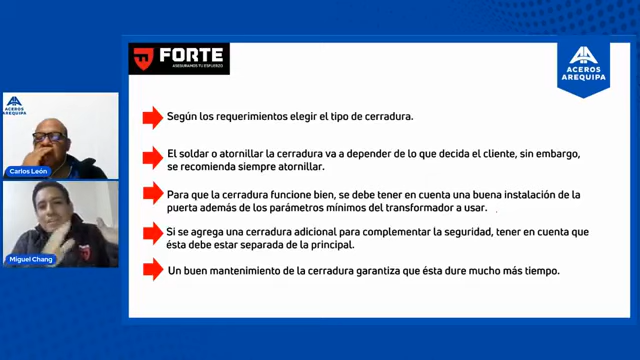 FORTE
ASEGURAMOS TU ESFUERZO
ACEROS
AREQUIPA
ACEROS
AREQUIPA
Carlos León
Miguel Chang
Según los requerimientos elegir el tipo de cerradura.
El soldar o atornillar la cerradura va a depender de lo que decida el cliente, sin embargo,
se recomienda siempre atornillar.
Para que la cerradura funcione bien, se debe tener en cuenta una buena instalación de la
puerta además de los parámetros mínimos del transformador a usar.
Si se agrega una cerradura adicional para complementar la seguridad, tener en cuenta que
ésta debe estar separada de la principal.
Un buen mantenimiento de la cerradura garantiza que ésta dure mucho más tiempo.